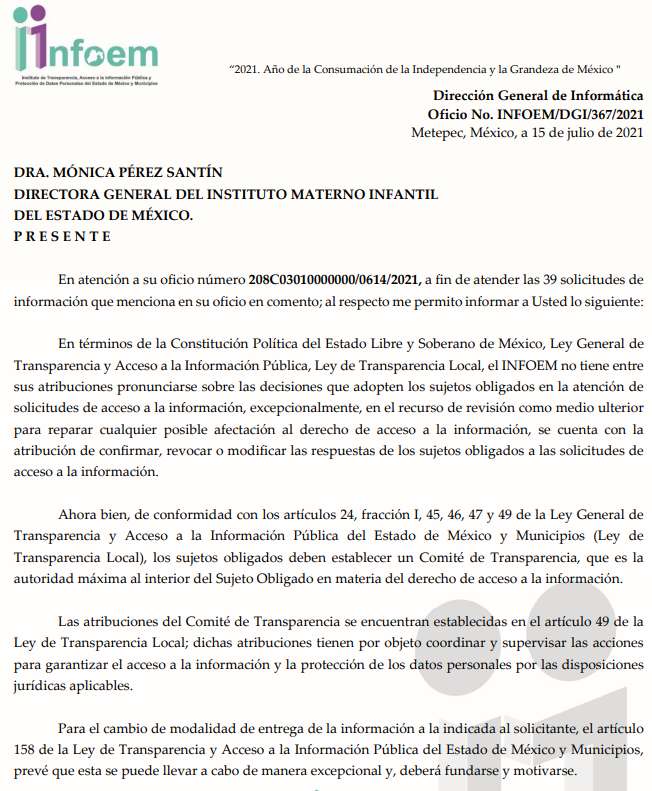 infoem
Instituto de Transparencia, Acceso a la Información Pública y
Protección de Datos Personales del Estado de México y Municipios
“2021. Año de la Consumación de la Independencia y la Grandeza de México "
Dirección General de Informática
Oficio No. INFOEM/DGI/367/2021
Metepec, México, a 15 de julio de 2021
DRA. MÓNICA PÉREZ SANTÍN
DIRECTORA GENERAL DEL INSTITUTO MATERNO INFANTIL
DEL ESTADO DE MÉXICO.
P R E S E N T E
En atención a su oficio número 208C03010000000/0614/2021, a fin de atender las 39 solicitudes de
información que menciona en su oficio en comento; al respecto me permito informar a Usted lo siguiente:
En términos de la Constitución Política del Estado Libre y Soberano de México, Ley General de
Transparencia y Acceso a la Información Pública, Ley de Transparencia Local, el INFOEM no tiene entre
sus atribuciones pronunciarse sobre las decisiones que adopten los sujetos obligados en la atención de
solicitudes de acceso a la información, excepcionalmente, en el recurso de revisión como medio ulterior
para reparar cualquier posible afectación al derecho de acceso a la información, se cuenta con la
atribución de confirmar, revocar o modificar las respuestas de los sujetos obligados a las solicitudes de
acceso a la información.
Ahora bien, de conformidad con los artículos 24, fracción I, 45, 46, 47 y 49 de la Ley General de
Transparencia y Acceso a la Información Pública del Estado de México y Municipios (Ley de
Transparencia Local), los sujetos obligados deben establecer un Comité de Transparencia, que es la
autoridad máxima al interior del Sujeto Obligado en materia del derecho de acceso a la información.
Las atribuciones del Comité de Transparencia se encuentran establecidas en el artículo 49 de la
Ley de Transparencia Local; dichas atribuciones tienen por objeto coordinar y supervisar las acciones
para garantizar el acceso a la información y la protección de los datos personales por las disposiciones
jurídicas aplicables.
Para el cambio de modalidad de entrega de la información a la indicada al solicitante, el artículo
158 de la Ley de Transparencia y Acceso a la Información Pública del Estado de México y Municipios,
prevé que esta se puede llevar a cabo de manera excepcional y, deberá fundarse y motivarse.